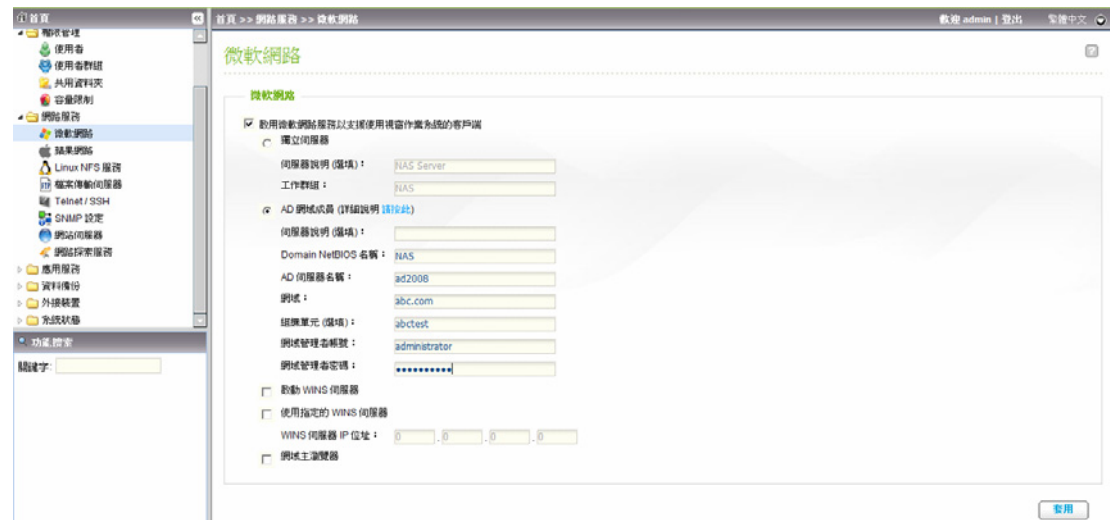 首頁
首頁 >> 網路服務 >> 微軟網路
歡迎 admin | 登出
繁體中文
權限管理
使用者
使用者群組
共用資料夾
容量限制
網路服務
微軟網路
蘋果網路
Linux NFS 服務
檔案傳輸伺服器
Telnet / SSH
SNMP 設定
網站伺服器
網路探索服務
應用服務
資料備份
外接裝置
系統狀態
功能搜索
關鍵字:
微軟網路
微軟網路
啟用微軟網路服務以支援使用視窗作業系統的客戶端
獨立伺服器
伺服器說明 (選填): NAS Server
工作群組: NAS
AD 網域成員 (詳細說明 請按此)
伺服器說明 (選填):
Domain NetBIOS 名稱: NAS
AD 伺服器名稱: ad2008
網域: abc.com
組織單元 (選填): abctest
網域管理者帳號: administrator
網域管理者密碼: ••••••••••
啟動 WINS 伺服器
使用指定的 WINS 伺服器
WINS 伺服器 IP 位址: 0 . 0 . 0 . 0
網域主瀏覽器
套用